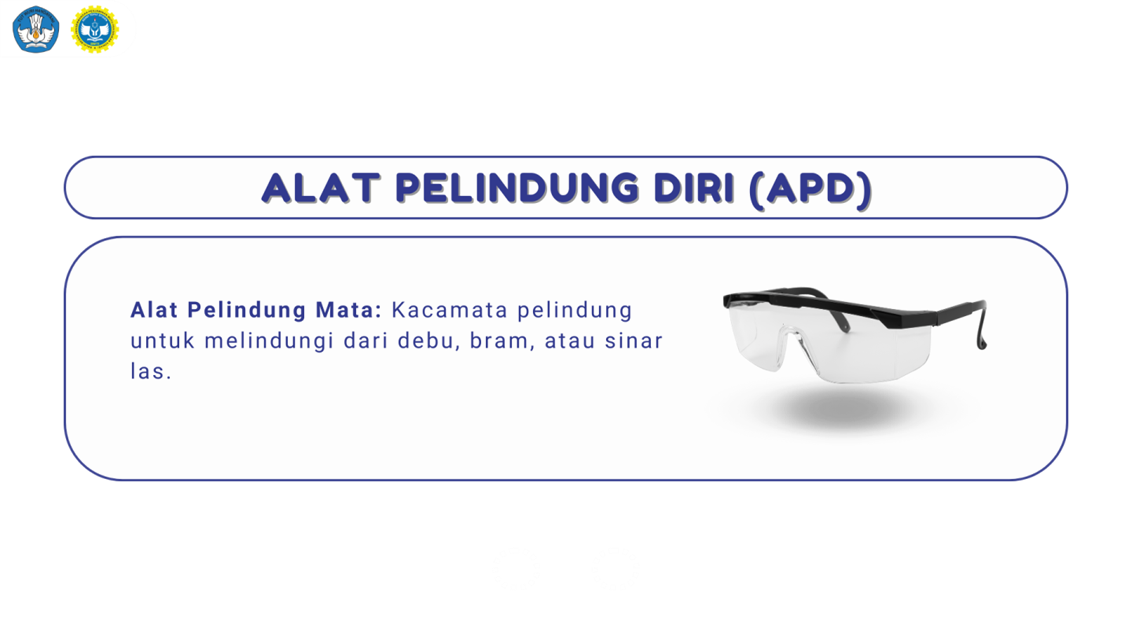 ALAT PELINDUNG DIRI (APD)
Alat Pelindung Mata: Kacamata pelindung
untuk melindungi dari debu, bram, atau sinar
las.